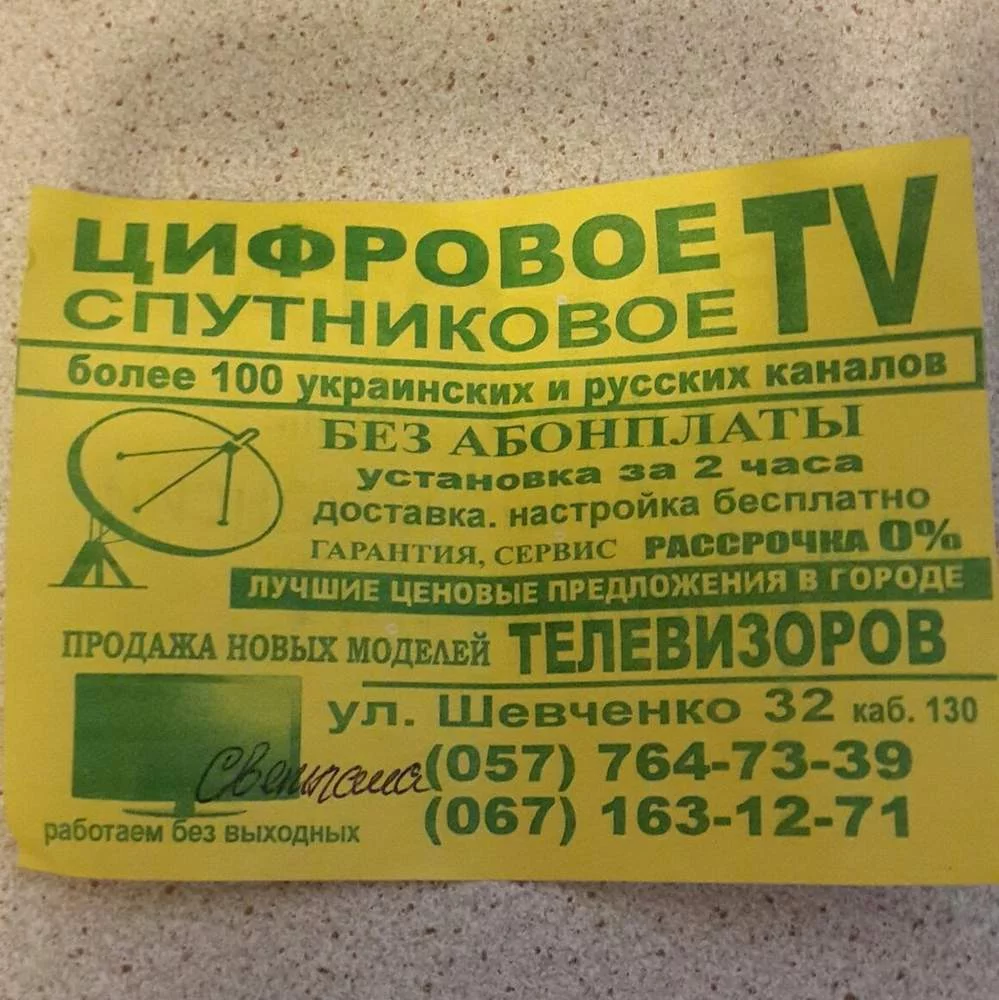 ЦИФРОВОЕ TV
СПУТНИКОВОЕ
более 100 украинских и русских каналов
БЕЗ АБОНПЛАТЫ
установка за 2 часа
доставка. настройка бесплатно
ГАРАНТИЯ, СЕРВИС РАССРОЧКА 0%
ЛУЧШИЕ ЦЕНОВЫЕ ПРЕДЛОЖЕНИЯ В ГОРОДЕ
ПРОДАЖА НОВЫХ МОДЕЛЕЙ ТЕЛЕВИЗОРОВ
ул. Шевченко 32 каб. 130
Светлана (057) 764-73-39
(067) 163-12-71
работаем без выходных